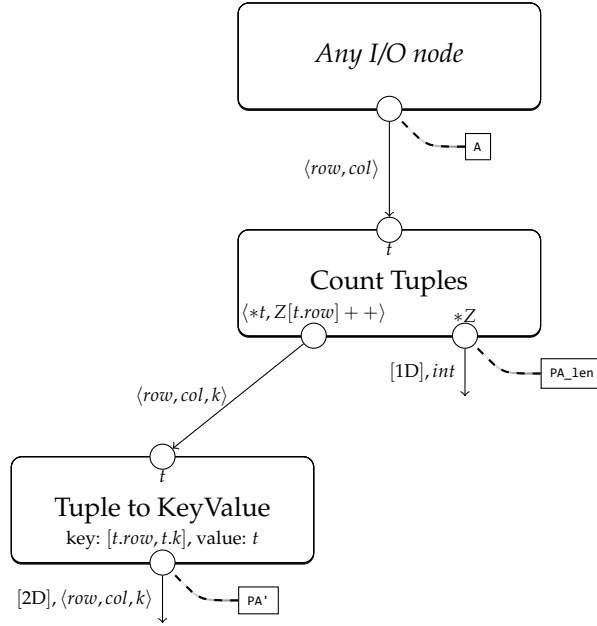 Any I/O node
A
⟨row, col⟩
t
Count Tuples
⟨*t, Z[t.row] + +⟩
*Z
[1D], int
PA_len
⟨row, col, k⟩
t
Tuple to KeyValue
key: [t.row, t.k], value: t
[2D], ⟨row, col, k⟩
PA'